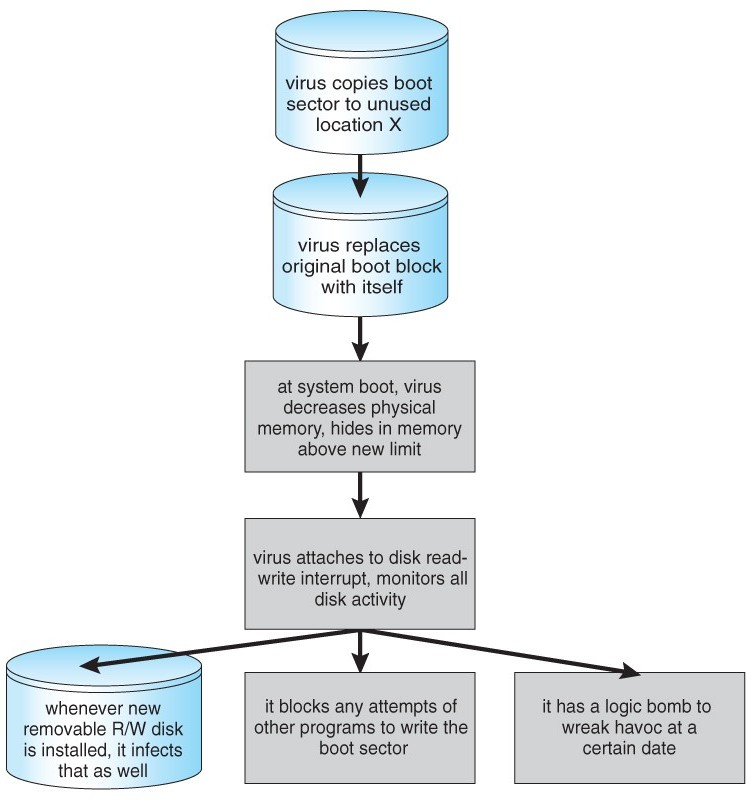 virus copies boot
sector to unused
location X
virus replaces
original boot block
with itself
at system boot, virus
decreases physical
memory, hides in memory
above new limit
virus attaches to disk read-
write interrupt, monitors all
disk activity
whenever new
removable R/W disk
is installed, it infects
that as well
it blocks any attempts of
other programs to write the
boot sector
it has a logic bomb to
wreak havoc at a
certain date